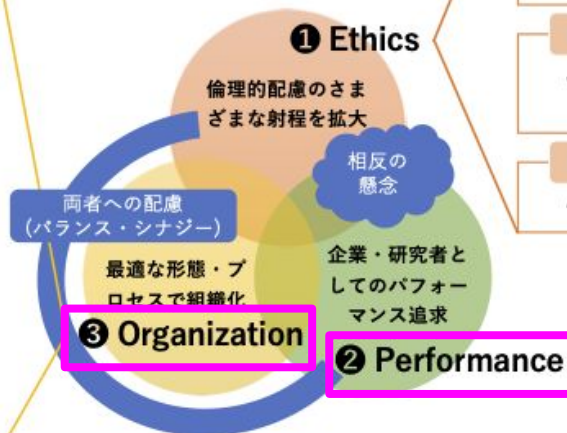 ❶ Ethics
倫理的配慮のさま
ざまな射程を拡大
相反の
懸念
両者への配慮
(バランス・シナジー)
企業・研究者と
してのパフォー
マンス追求
最適な形態・プ
ロセスで組織化
❸ Organization
❷ Performance